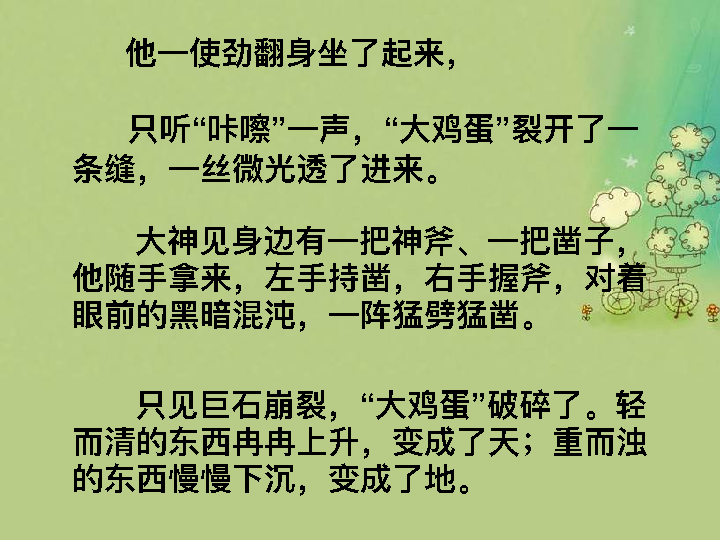 他一使劲翻身坐了起来，
只听“咔嚓”一声，“大鸡蛋”裂开了一
条缝，一丝微光透了进来。
大神见身边有一把神斧、一把凿子，
他随手拿来，左手持凿，右手握斧，对着
眼前的黑暗混沌，一阵猛劈猛凿。
只见巨石崩裂，“大鸡蛋”破碎了。轻
而清的东西冉冉上升，变成了天；重而浊
的东西慢慢下沉，变成了地。